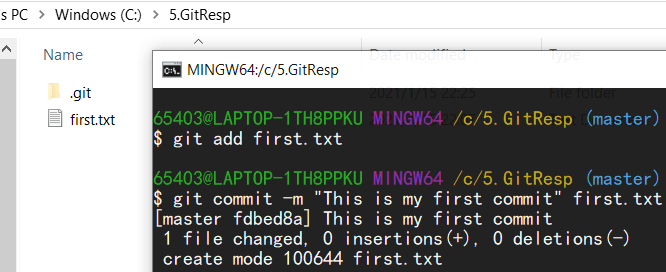 s PC > Windows (C:) > 5.GitResp
Name
Date modified
Type
.git
2021/1/15 22:25
File folder
first.txt
MINGW64:/c/5.GitResp
65403@LAPTOP-1TH8PPKU MINGW64 /c/5.GitResp (master)
$ git add first.txt
65403@LAPTOP-1TH8PPKU MINGW64 /c/5.GitResp (master)
$ git commit -m "This is my first commit" first.txt
[master fdbed8a] This is my first commit
1 file changed, 0 insertions(+), 0 deletions(-)
create mode 100644 first.txt